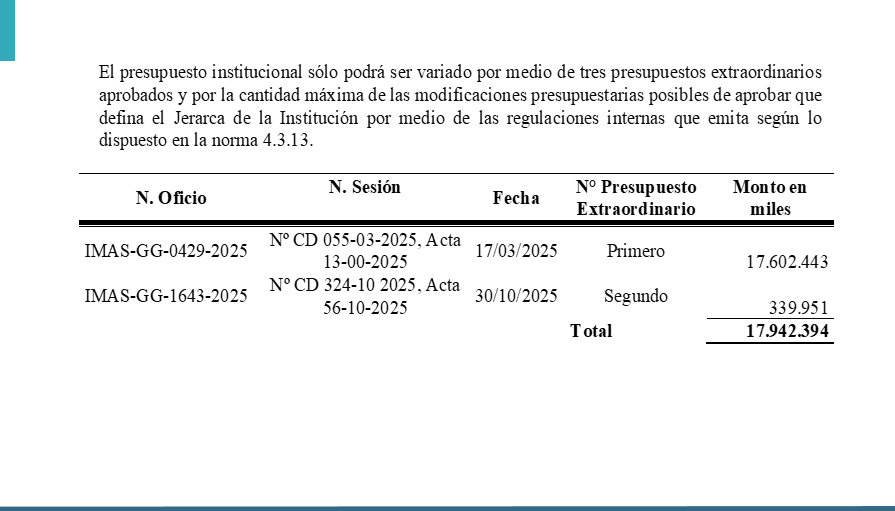 El presupuesto institucional sólo podrá ser variado por medio de tres presupuestos extraordinarios
aprobados y por la cantidad máxima de las modificaciones presupuestarias posibles de aprobar que
defina el Jerarca de la Institución por medio de las regulaciones internas que emita según lo
dispuesto en la norma 4.3.13.
N. Oficio N. Sesión Fecha N° Presupuesto Extraordinario Monto en miles
IMAS-GG-0429-2025 Nº CD 055-03-2025, Acta 13-00-2025 17/03/2025 Primero 17.602.443
IMAS-GG-1643-2025 Nº CD 324-10 2025, Acta 56-10-2025 30/10/2025 Segundo 339.951
Total 17.942.394